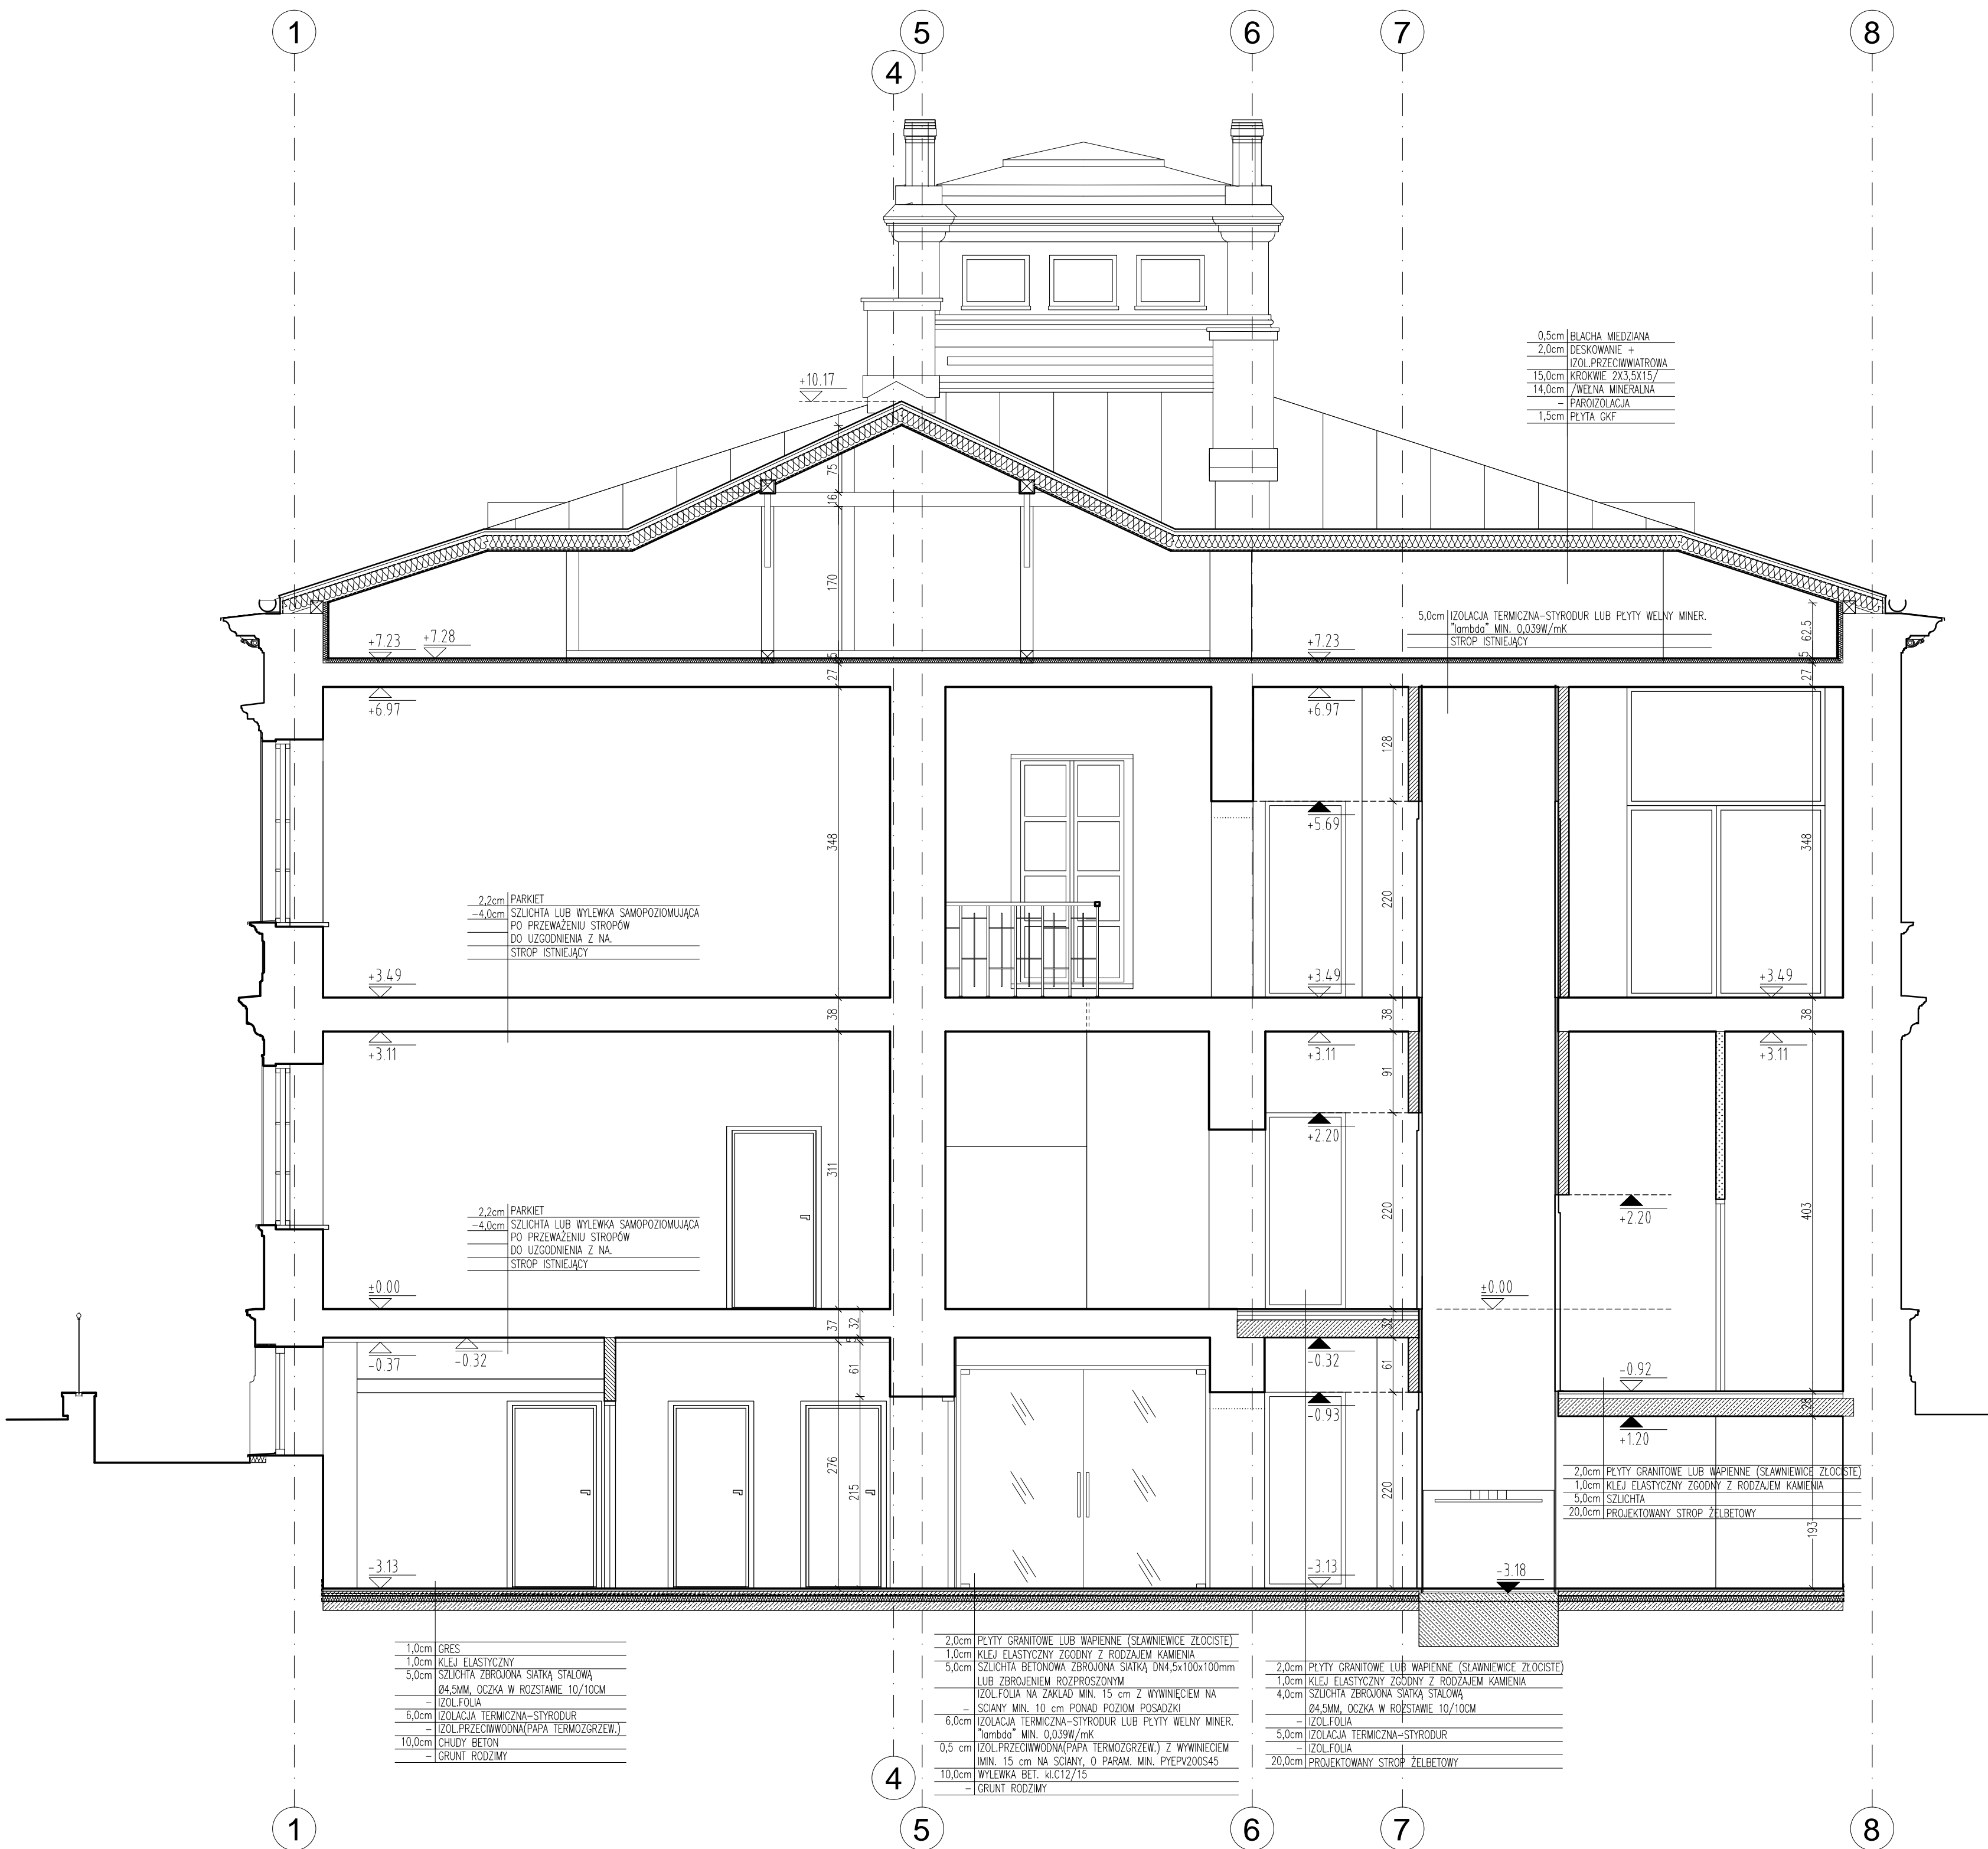 1
5
6
7
8
4
0,5cm BLACHA MIEDZIANA
2,0cm DESKOWANIE +
IZOL.PRZECIWWIATROWA
15,0cm KROKWIE 2X3,5X15/
14,0cm /WEŁNA MINERALNA
– PAROIZOLACJA
1,5cm PŁYTA GKF
+10.17
75
16
170
5,0cm IZOLACJA TERMICZNA–STYRODUR LUB PŁYTY WELNY MINER.
"lambda" MIN. 0,039W/mK
STROP ISTNIEJĄCY
62.5
+7.23
+7.28
+7.23
5
5
27
27
+6.97
+6.97
128
+5.69
348
348
220
2,2cm PARKIET
–4,0cm SZLICHTA LUB WYLEWKA SAMOPOZIOMUJĄCA
PO PRZEWAŻENIU STROPÓW
DO UZGODNIENIA Z NA.
STROP ISTNIEJĄCY
+3.49
+3.49
+3.49
38
38
38
+3.11
+3.11
+3.11
91
+2.20
311
220
403
+2.20
2,2cm PARKIET
–4,0cm SZLICHTA LUB WYLEWKA SAMOPOZIOMUJĄCA
PO PRZEWAŻENIU STROPÓW
DO UZGODNIENIA Z NA.
STROP ISTNIEJĄCY
±0.00
±0.00
37
32
32
5
–0.37
–0.32
–0.32
61
61
–0.92
–0.93
28
+1.20
276
215
220
2,0cm PŁYTY GRANITOWE LUB WAPIENNE (SŁAWNIEWICE ZŁOCISTE)
1,0cm KLEJ ELASTYCZNY ZGODNY Z RODZAJEM KAMIENIA
5,0cm SZLICHTA
20,0cm PROJEKTOWANY STROP ŻELBETOWY
193
–3.13
–3.13
–3.18
1,0cm GRES
1,0cm KLEJ ELASTYCZNY
5,0cm SZLICHTA ZBROJONA SIATKĄ STALOWĄ
Ø4,5MM, OCZKA W ROZSTAWIE 10/10CM
– IZOL.FOLIA
6,0cm IZOLACJA TERMICZNA–STYRODUR
– IZOL.PRZECIWWODNA(PAPA TERMOZGRZEW.)
10,0cm CHUDY BETON
– GRUNT RODZIMY
2,0cm PŁYTY GRANITOWE LUB WAPIENNE (SŁAWNIEWICE ZŁOCISTE)
1,0cm KLEJ ELASTYCZNY ZGODNY Z RODZAJEM KAMIENIA
5,0cm SZLICHTA BETONOWA ZBROJONA SIATKĄ DN4,5x100x100mm
LUB ZBROJENIEM ROZPROSZONYM
IZOL.FOLIA NA ZAKLAD MIN. 15 cm Z WYWINIĘCIEM NA
– SCIANY MIN. 10 cm PONAD POZIOM POSADZKI
6,0cm IZOLACJA TERMICZNA–STYRODUR LUB PŁYTY WELNY MINER.
"lambda" MIN. 0,039W/mK
0,5 cm IZOL.PRZECIWWODNA(PAPA TERMOZGRZEW.) Z WYWINIECIEM
IMIN. 15 cm NA SCIANY, O PARAM. MIN. PYEPV200S45
10,0cm WYLEWKA BET. kl.C12/15
– GRUNT RODZIMY
2,0cm PŁYTY GRANITOWE LUB WAPIENNE (SŁAWNIEWICE ZŁOCISTE)
1,0cm KLEJ ELASTYCZNY ZGODNY Z RODZAJEM KAMIENIA
4,0cm SZLICHTA ZBROJONA SIATKĄ STALOWĄ
Ø4,5MM, OCZKA W ROZSTAWIE 10/10CM
– IZOL.FOLIA
5,0cm IZOLACJA TERMICZNA–STYRODUR
– IZOL.FOLIA
20,0cm PROJEKTOWANY STROP ŻELBETOWY
4
1
5
6
7
8